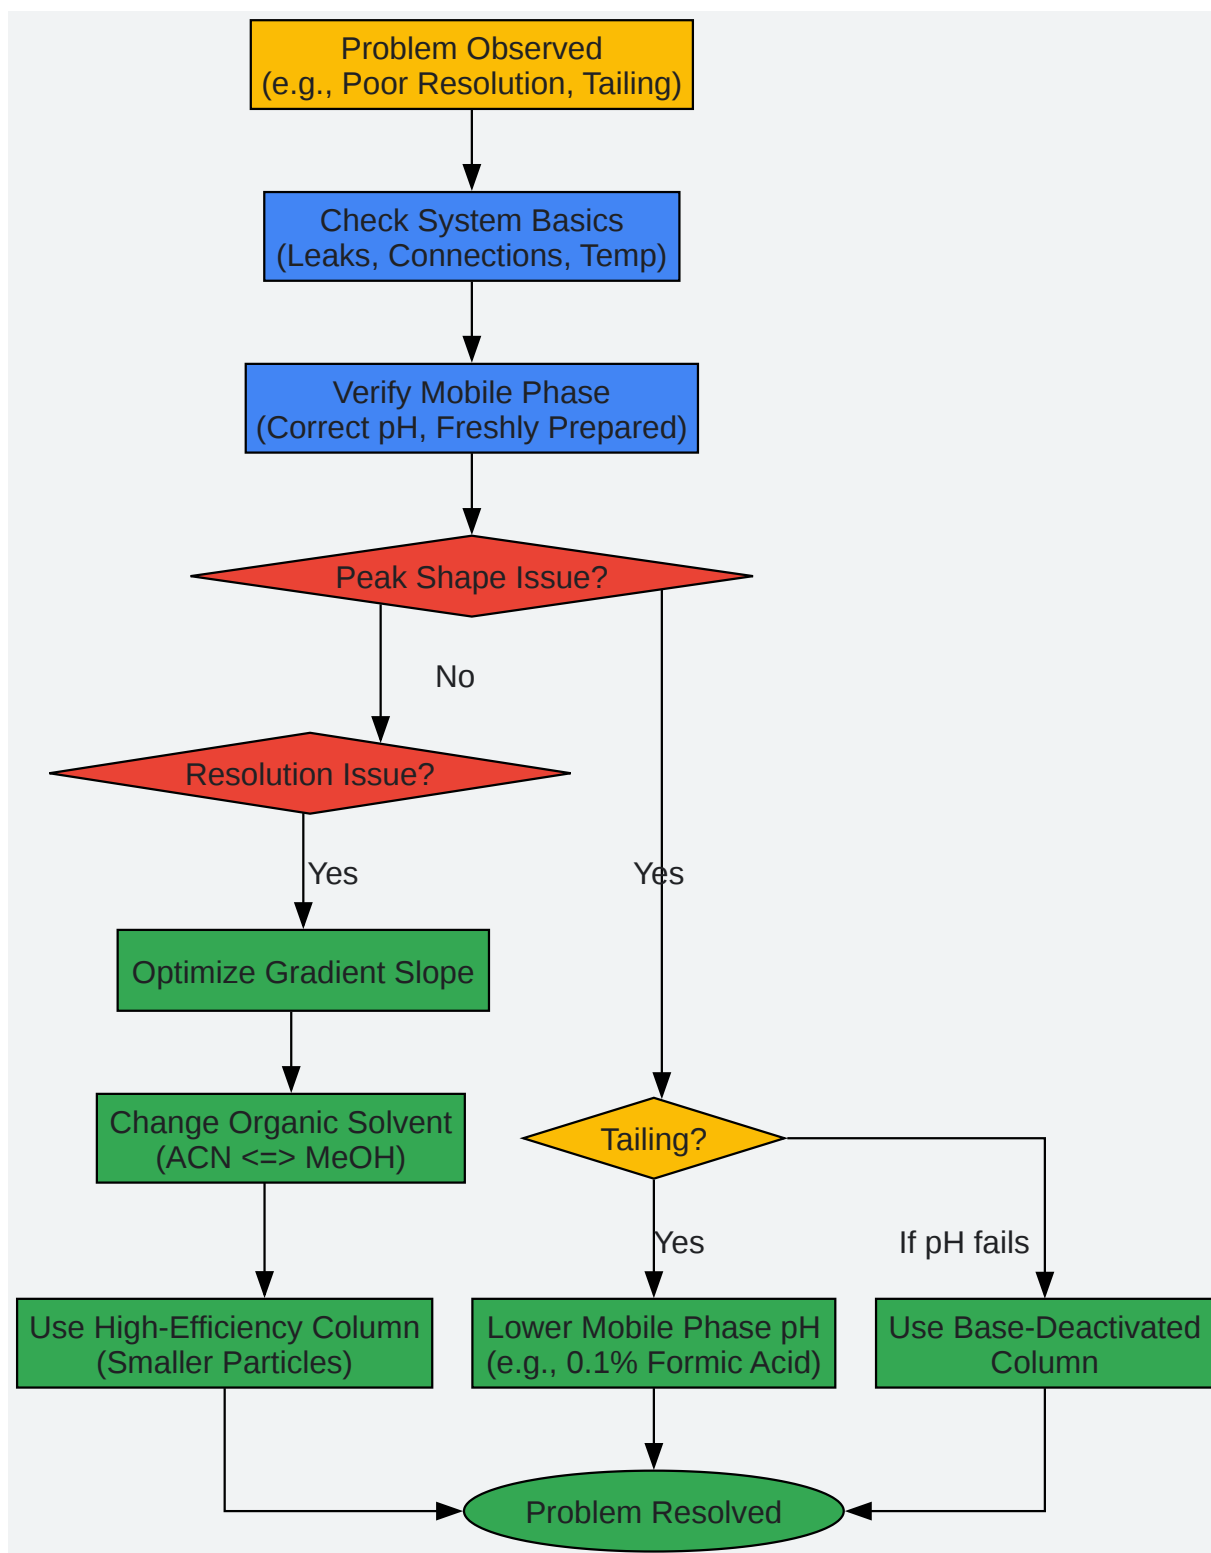 Problem Observed
(e.g., Poor Resolution, Tailing)
Check System Basics
(Leaks, Connections, Temp)
Verify Mobile Phase
(Correct pH, Freshly Prepared)
Peak Shape Issue?
No
Resolution Issue?
Yes
Yes
Optimize Gradient Slope
Change Organic Solvent
(ACN <=> MeOH)
Tailing?
Yes
If pH fails
Use High-Efficiency Column
(Smaller Particles)
Lower Mobile Phase pH
(e.g., 0.1% Formic Acid)
Use Base-Deactivated
Column
Problem Resolved